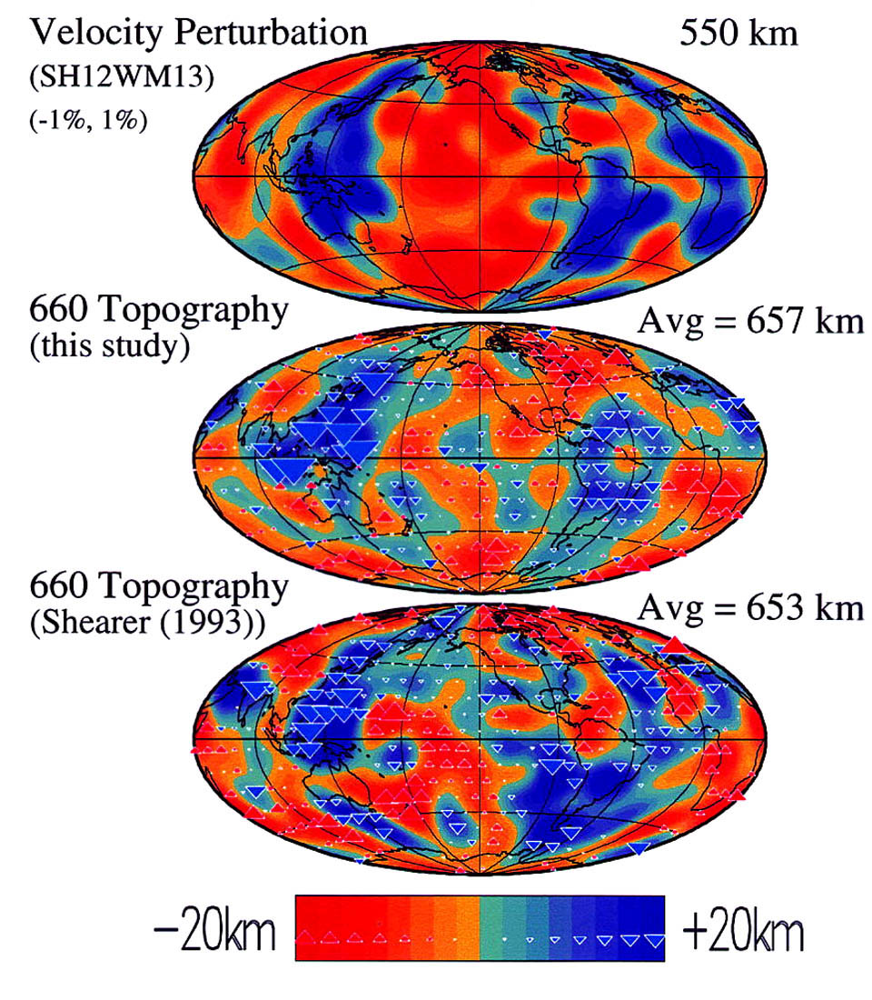 Velocity Perturbation
550 km
(SH12WM13)
(-1%, 1%)
660 Topography
Avg = 657 km
(this study)
660 Topography
Avg = 653 km
(Shearer (1993))
−20km
+20km